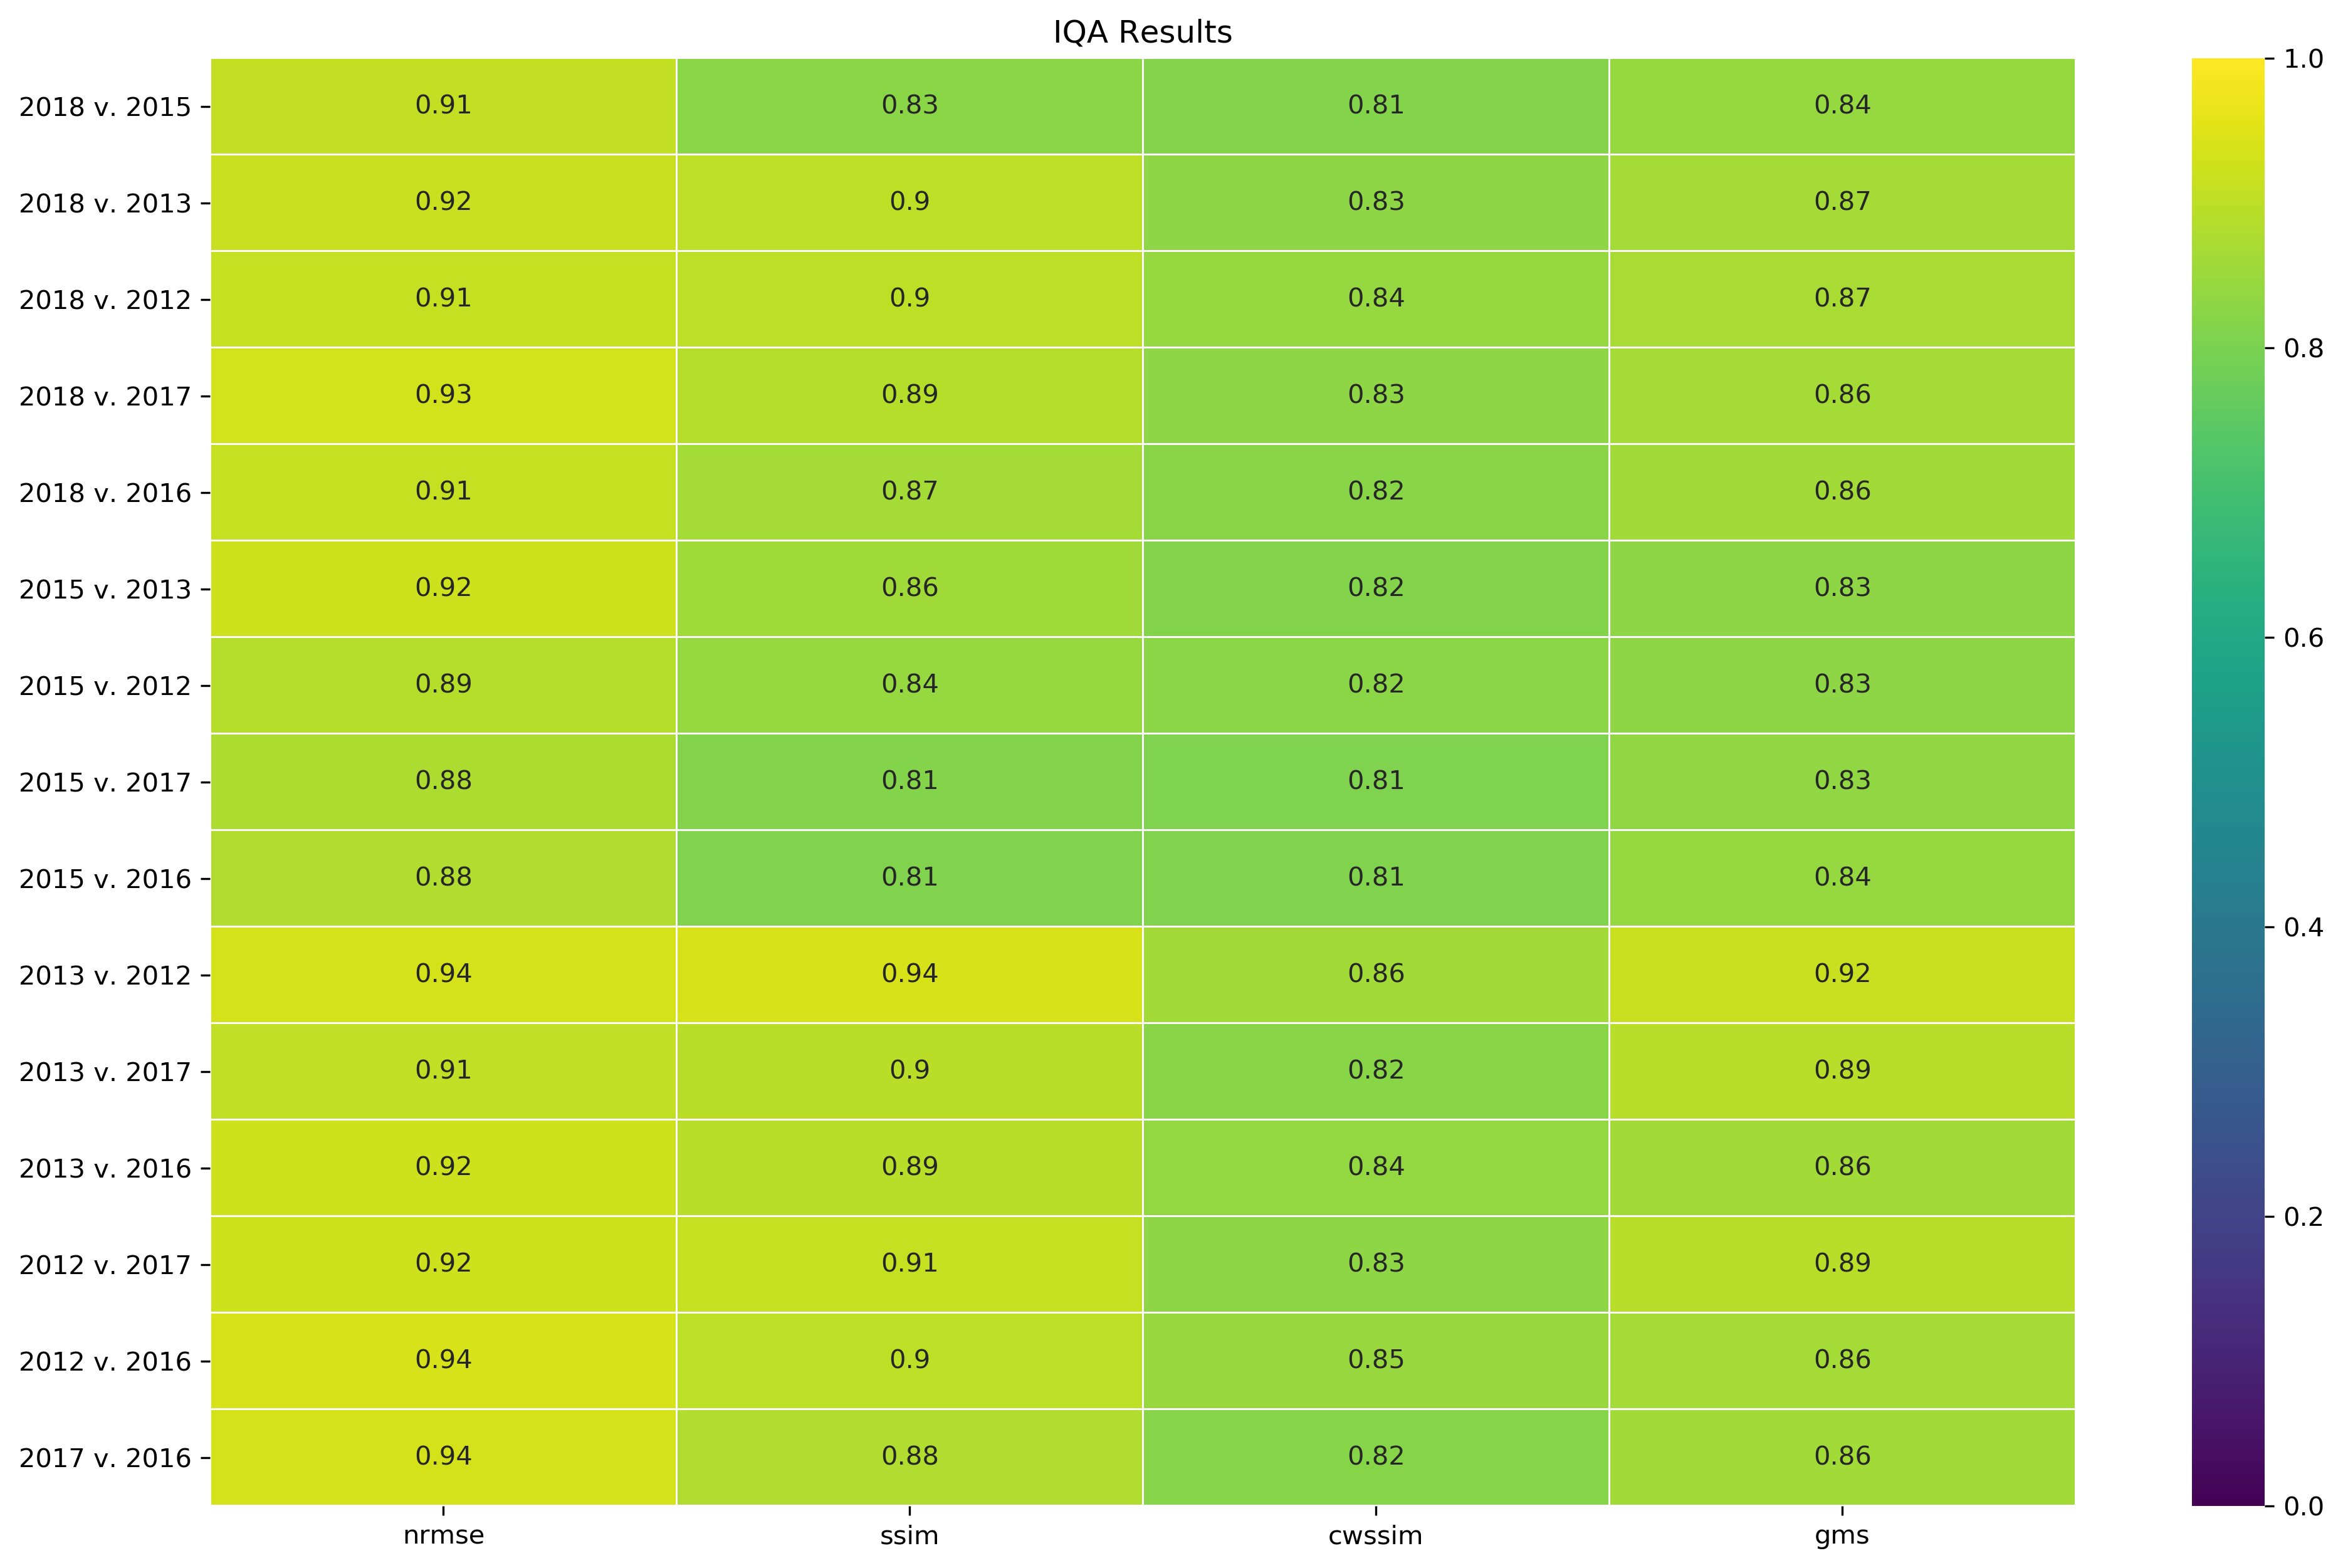 IQA Results
2018 v. 2015 0.91 0.83 0.81 0.84
2018 v. 2013 0.92 0.9 0.83 0.87
2018 v. 2012 0.91 0.9 0.84 0.87
2018 v. 2017 0.93 0.89 0.83 0.86
2018 v. 2016 0.91 0.87 0.82 0.86
2015 v. 2013 0.92 0.86 0.82 0.83
2015 v. 2012 0.89 0.84 0.82 0.83
2015 v. 2017 0.88 0.81 0.81 0.83
2015 v. 2016 0.88 0.81 0.81 0.84
2013 v. 2012 0.94 0.94 0.86 0.92
2013 v. 2017 0.91 0.9 0.82 0.89
2013 v. 2016 0.92 0.89 0.84 0.86
2012 v. 2017 0.92 0.91 0.83 0.89
2012 v. 2016 0.94 0.9 0.85 0.86
2017 v. 2016 0.94 0.88 0.82 0.86
nrmse ssim cwssim gms
1.0
0.8
0.6
0.4
0.2
0.0